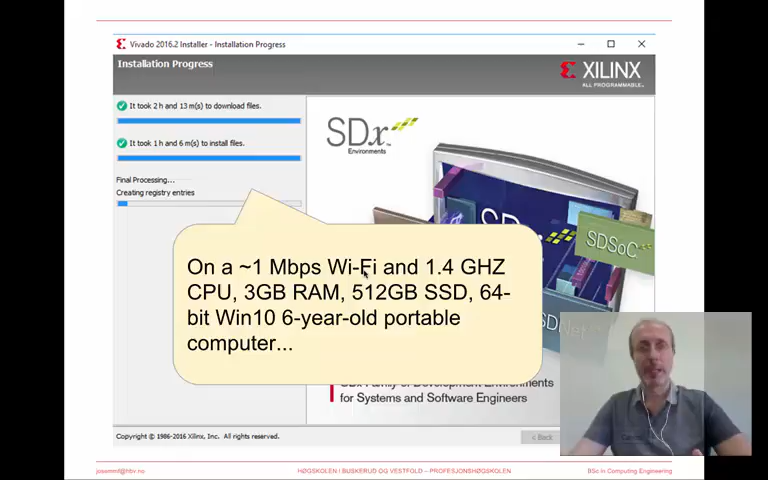 Vivado 2016.2 Installer - Installation Progress
Installation Progress
XILINX
ALL PROGRAMMABLE
It took 2 h and 13 m(s) to download files.
It took 1 h and 6 m(s) to install files.
Final Processing...
Creating registry entries
SDx
Environments
SDSoC
On a ~1 Mbps Wi-Fi and 1.4 GHZ
CPU, 3GB RAM, 512GB SSD, 64-
bit Win10 6-year-old portable
computer...
SDx Family of Development Environments
for Systems and Software Engineers
Copyright © 1986-2016 Xilinx, Inc. All rights reserved.
< Back
HØGSKOLEN I BUSKERUD OG VESTFOLD – PROFESJONSHØGSKOLEN
BSc in Computing Engineering